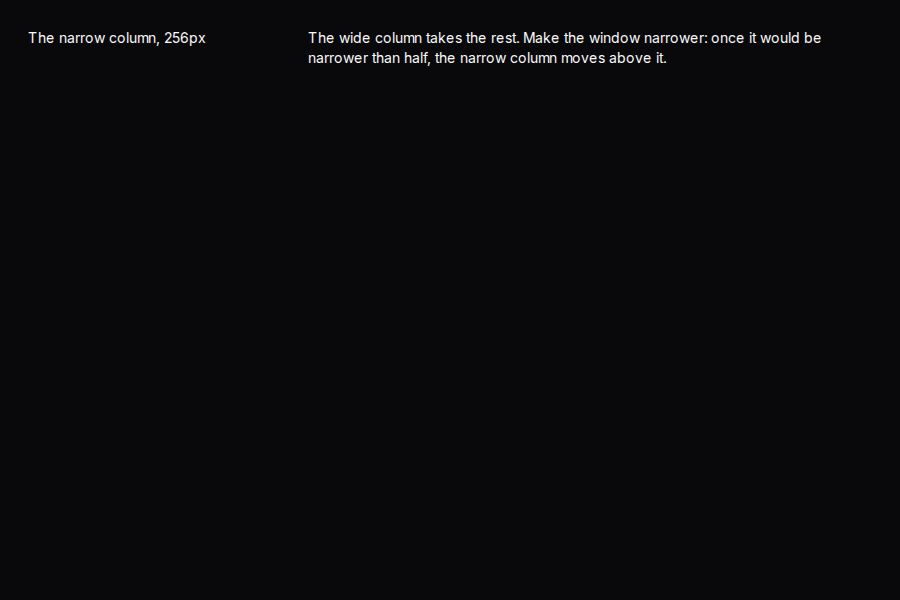 The narrow column, 256px
The wide column takes the rest. Make the window narrower: once it would be
narrower than half, the narrow column moves above it.